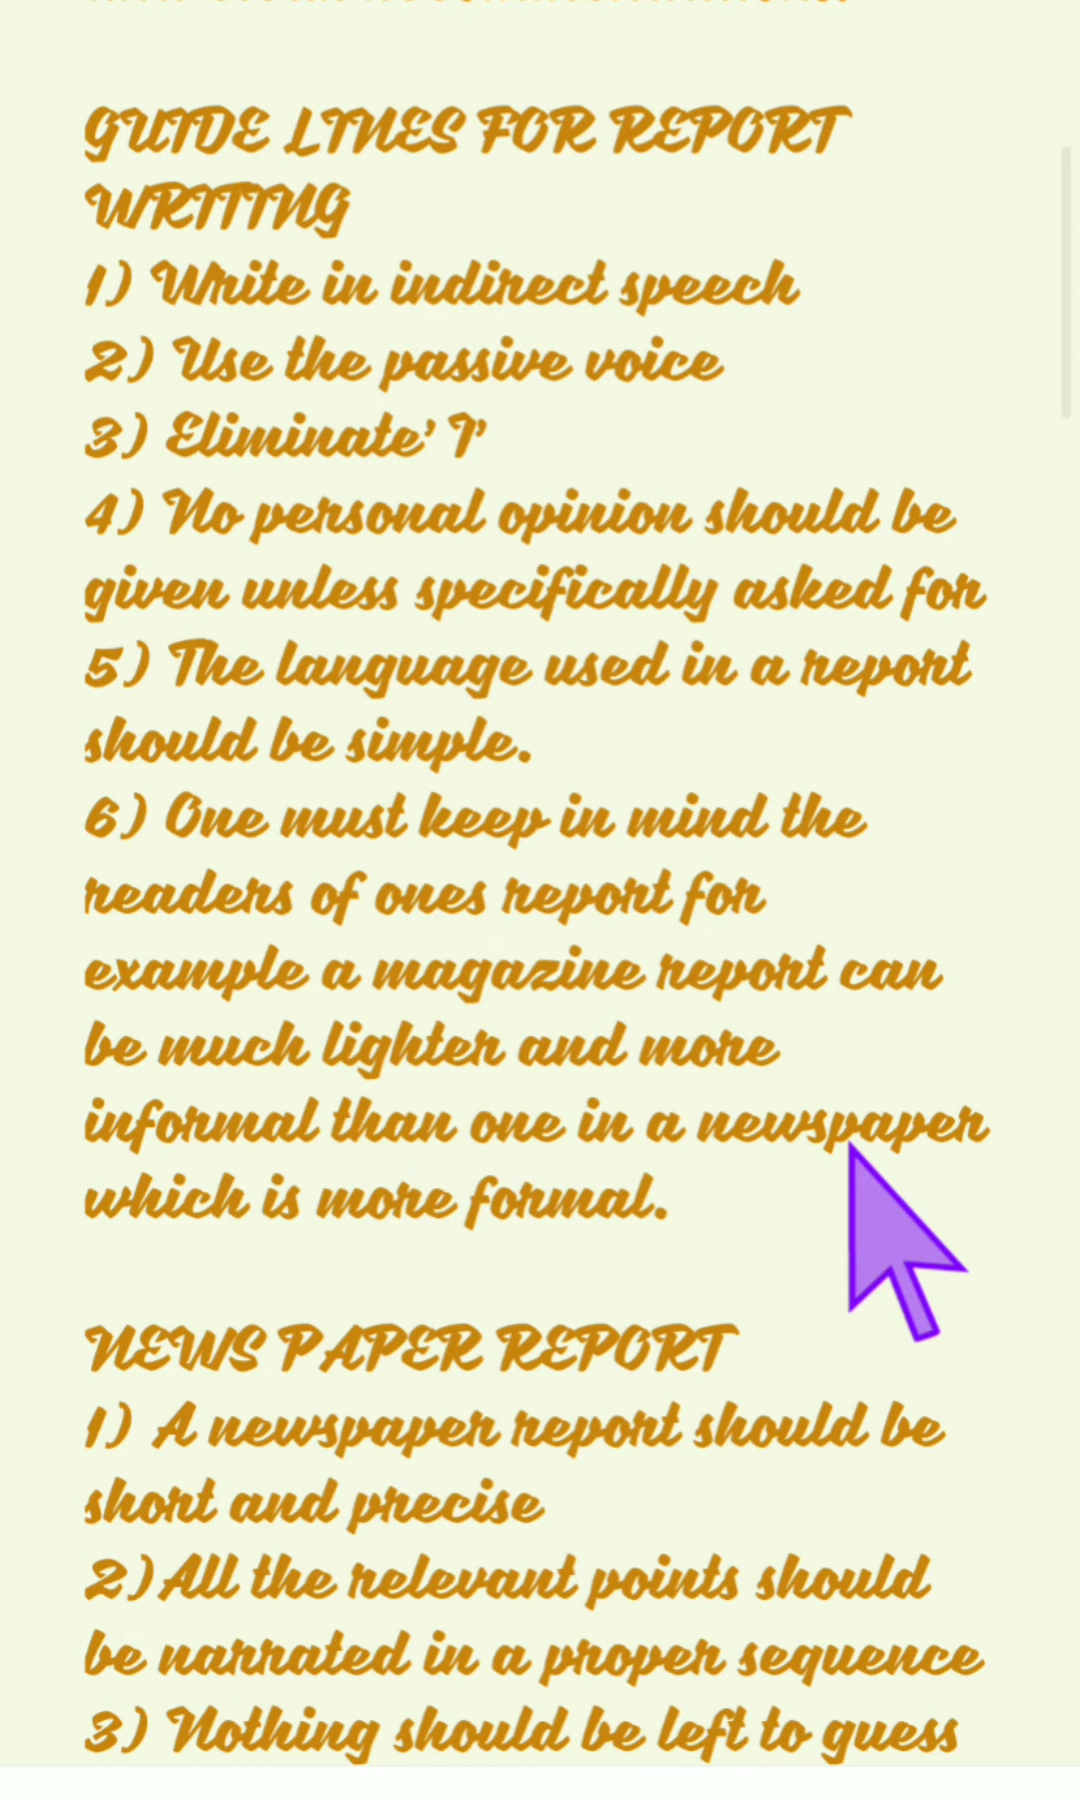 GUIDE LINES FOR REPORT
WRITING
1) Write in indirect speech
2) Use the passive voice
3) Eliminate' I'
4) No personal opinion should be
given unless specifically asked for
5) The language used in a report
should be simple.
6) One must keep in mind the
readers of ones report for
example a magazine report can
be much lighter and more
informal than one in a newspaper
which is more formal.
NEWS PAPER REPORT
1) A newspaper report should be
short and precise
2)All the relevant points should
be narrated in a proper sequence
3) Nothing should be left to guess